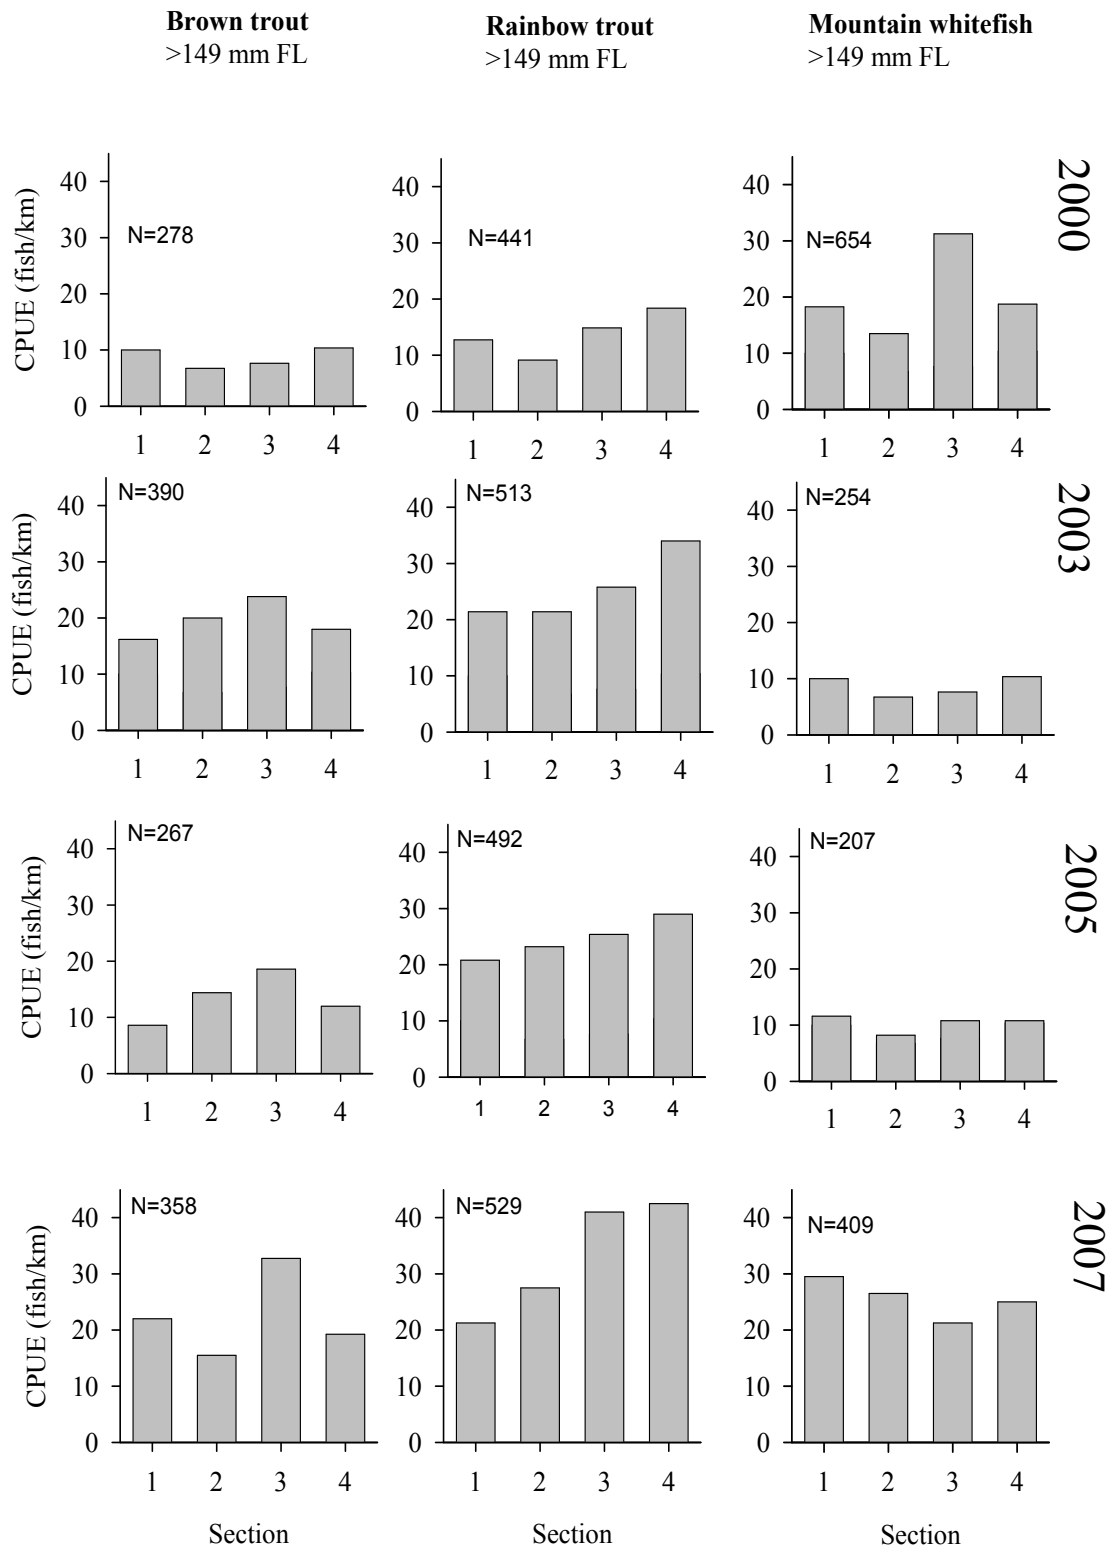 Brown trout
>149 mm FL
Rainbow trout
>149 mm FL
Mountain whitefish
>149 mm FL
2000
CPUE (fish/km)
40
30
20
10
0
N=278
1 2 3 4
40
30
20
10
0
N=441
1 2 3 4
40
30
20
10
0
N=654
1 2 3 4
2003
CPUE (fish/km)
40
30
20
10
0
N=390
1 2 3 4
40
30
20
10
0
N=513
1 2 3 4
40
30
20
10
0
N=254
1 2 3 4
2005
CPUE (fish/km)
40
30
20
10
0
N=267
1 2 3 4
40
30
20
10
0
N=492
1 2 3 4
40
30
20
10
0
N=207
1 2 3 4
2007
CPUE (fish/km)
40
30
20
10
0
N=358
1 2 3 4
Section
40
30
20
10
0
N=529
1 2 3 4
Section
40
30
20
10
0
N=409
1 2 3 4
Section